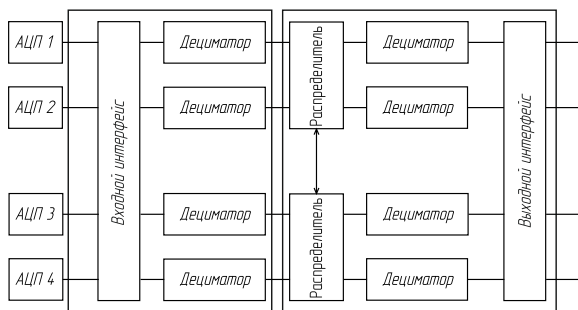 АЦП 1
Дециматор
Дециматор
АЦП 2
Дециматор
Дециматор
Входной интерфейс
Распределитель
Распределитель
Выходной интерфейс
АЦП 3
Дециматор
Дециматор
АЦП 4
Дециматор
Дециматор